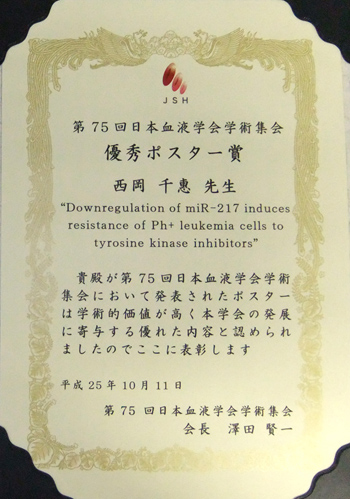 JSH
第75回日本血液学会学術集会
優秀ポスター賞
西岡 千恵 先生
“Downregulation of miR-217 induces
resistance of Ph+ leukemia cells to
tyrosine kinase inhibitors”
貴殿が第75回日本血液学会学術
集会において発表されたポスター
は学術的価値が高く本学会の発展
に寄与する優れた内容と認められ
ましたのでここに表彰します
平成25年10月11日
第75回日本血液学会学術集会
会長 澤田 賢一